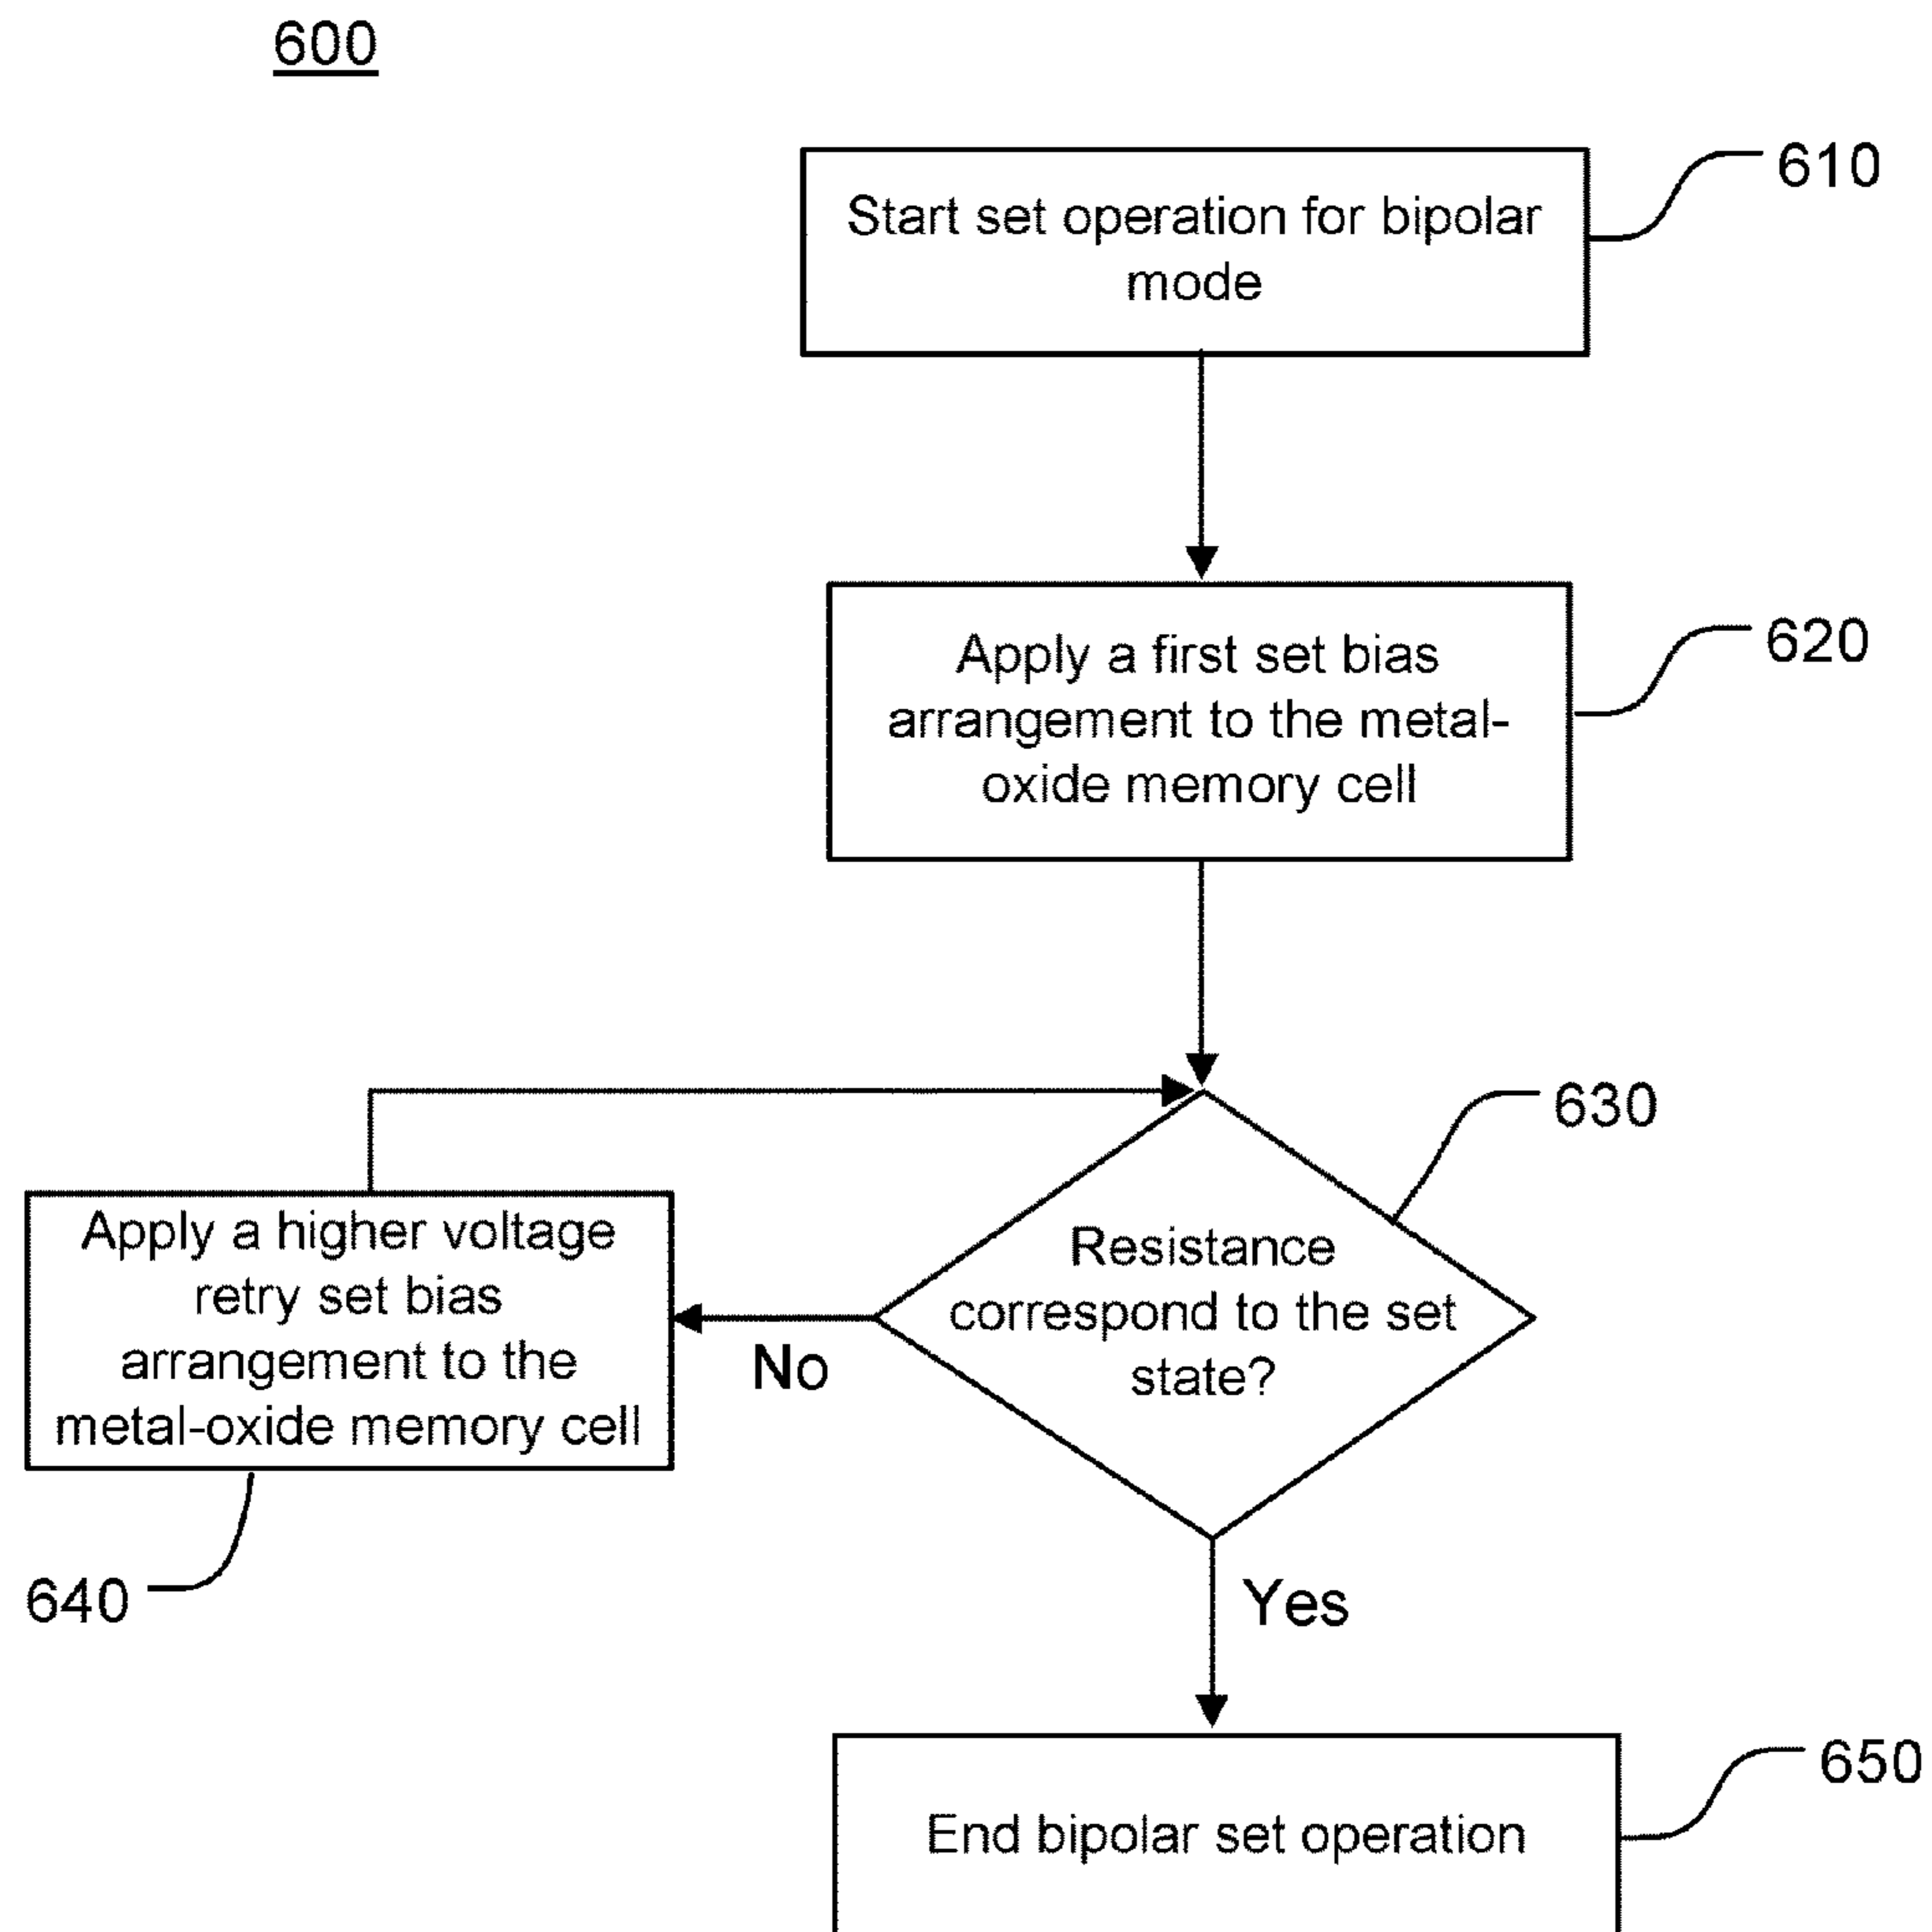 600
Start set operation for bipolar
mode
610
Apply a first set bias
arrangement to the metal-
oxide memory cell
620
630
Resistance
correspond to the set
state?
No
Apply a higher voltage
retry set bias
arrangement to the
metal-oxide memory cell
640
Yes
650
End bipolar set operation